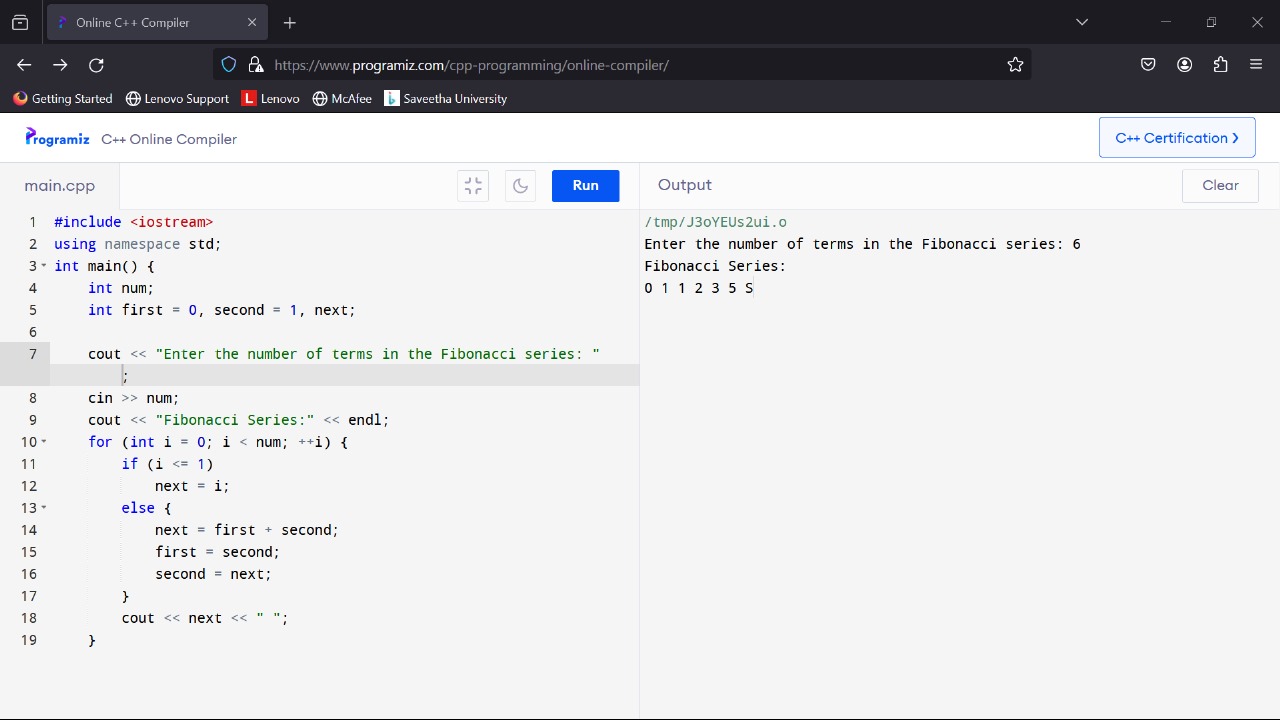 Online C++ Compiler
https://www.programiz.com/cpp-programming/online-compiler/
Getting Started Lenovo Support L Lenovo McAfee Saveetha University
Programiz C++ Online Compiler C++ Certification ❯
main.cpp Run Output Clear
1 #include <iostream>
2 using namespace std;
3 int main() {
4 int num;
5 int first = 0, second = 1, next;
6
7 cout << "Enter the number of terms in the Fibonacci series: "
;
8 cin >> num;
9 cout << "Fibonacci Series:" << endl;
10 for (int i = 0; i < num; ++i) {
11 if (i <= 1)
12 next = i;
13 else {
14 next = first + second;
15 first = second;
16 second = next;
17 }
18 cout << next << " ";
19 }
/tmp/J3oYEUs2ui.o
Enter the number of terms in the Fibonacci series: 6
Fibonacci Series:
0 1 1 2 3 5 S